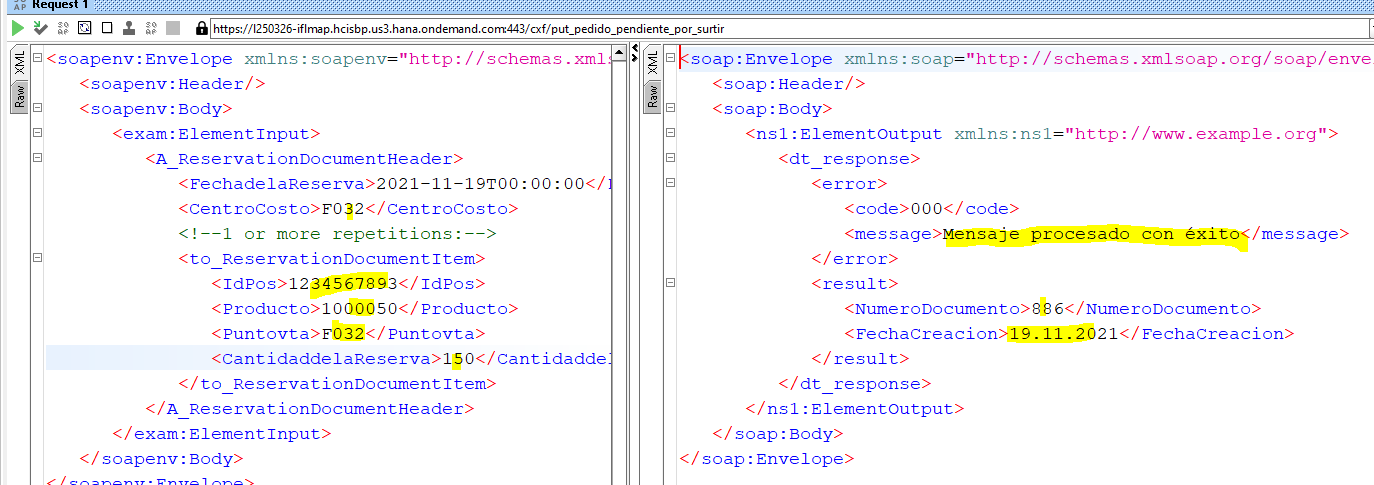 Request 1
https://l250326-iflmap.hcisbp.us3.hana.ondemand.com:443/cxf/put_pedido_pendiente_por_surtir
XML
Raw
<soapenv:Envelope xmlns:soapenv="http://schemas.xmls
<soapenv:Header/>
<soapenv:Body>
<exam:ElementInput>
<A_ReservationDocumentHeader>
<FechadelaReserva>2021-11-19T00:00:00</
<CentroCosto>F032</CentroCosto>
<!--1 or more repetitions:-->
<to_ReservationDocumentItem>
<IdPos>1234567893</IdPos>
<Producto>1000050</Producto>
<Puntovta>F032</Puntovta>
<CantidaddelaReserva>150</Cantidaddel
</to_ReservationDocumentItem>
</A_ReservationDocumentHeader>
</exam:ElementInput>
</soapenv:Body>
</soapenv:Envelope>
XML
Raw
<soap:Envelope xmlns:soap="http://schemas.xmlsoap.org/soap/enve
<soap:Header/>
<soap:Body>
<ns1:ElementOutput xmlns:ns1="http://www.example.org">
<dt_response>
<error>
<code>000</code>
<message>Mensaje procesado con éxito</message>
</error>
<result>
<NumeroDocumento>886</NumeroDocumento>
<FechaCreacion>19.11.2021</FechaCreacion>
</result>
</dt_response>
</ns1:ElementOutput>
</soap:Body>
</soap:Envelope>